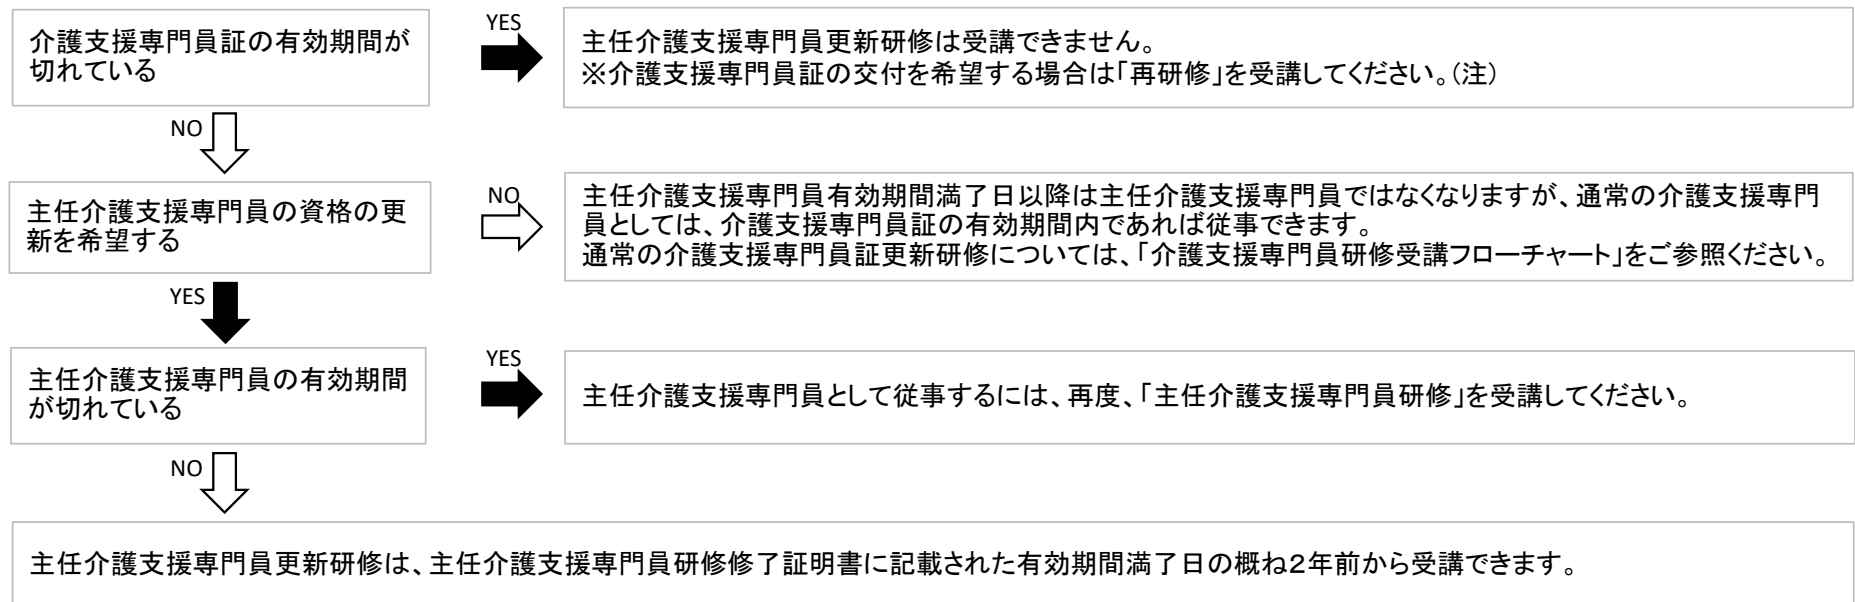 介護支援専門員証の有効期間が
切れている
YES
主任介護支援専門員更新研修は受講できません。
※介護支援専門員証の交付を希望する場合は「再研修」を受講してください。(注)
NO
主任介護支援専門員の資格の更
新を希望する
NO
主任介護支援専門員有効期間満了日以降は主任介護支援専門員ではなくなりますが、通常の介護支援専門
員としては、介護支援専門員証の有効期間内であれば従事できます。
通常の介護支援専門員証更新研修については、「介護支援専門員研修受講フローチャート」をご参照ください。
YES
主任介護支援専門員の有効期間
が切れている
YES
主任介護支援専門員として従事するには、再度、「主任介護支援専門員研修」を受講してください。
NO
主任介護支援専門員更新研修は、主任介護支援専門員研修修了証明書に記載された有効期間満了日の概ね2年前から受講できます。